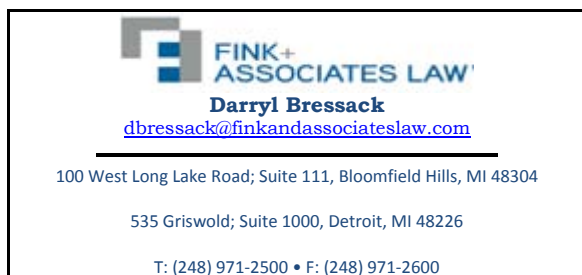 FINK+
ASSOCIATES LAW
Darryl Bressack
dbressack@finkandassociateslaw.com
100 West Long Lake Road; Suite 111, Bloomfield Hills, MI 48304
535 Griswold; Suite 1000, Detroit, MI 48226
T: (248) 971-2500 • F: (248) 971-2600